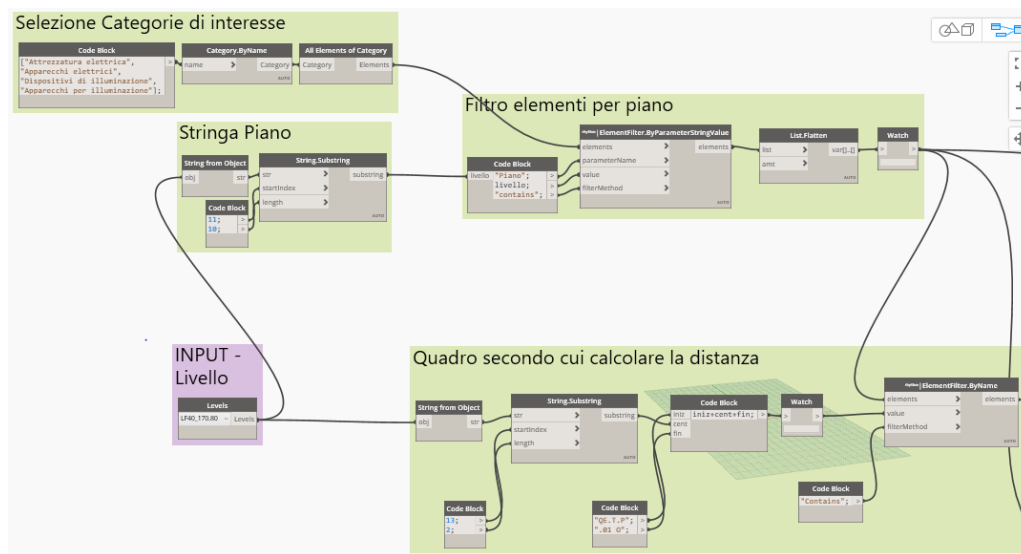 Selezione Categorie di interesse
Code Block
["Attrezzatura elettrica",
"Apparecchi elettrici",
"Dispositivi di illuminazione",
"Apparecchi per illuminazione"];
>
Category.ByName
name > Category
AUTO
All Elements of Category
Category Elements
Stringa Piano
String from Object
obj str
String.Substring
str > substring
startIndex >
length >
AUTO
Code Block
11; >
10; >
Filtro elementi per piano
Code Block
livello "Piano"; >
livello; >
"contains"; >
ElementFilter.ByParameterStringValue
elements > elements
parameterName >
value >
filterMethod >
AUTO
List.Flatten
list > var[]..[]
amt >
AUTO
Watch
> >
INPUT -
Livello
Levels
LF40_170.80 Levels
Quadro secondo cui calcolare la distanza
String from Object
obj str
String.Substring
str > substring
startIndex >
length >
AUTO
Code Block
13; >
2; >
Code Block
iniz iniz+cent+fin; >
cent
fin
Code Block
"QE.T.P"; >
".01 O"; >
Watch
> >
ElementFilter.ByName
elements > elements
value >
filterMethod >
AUTO
Code Block
"Contains"; >